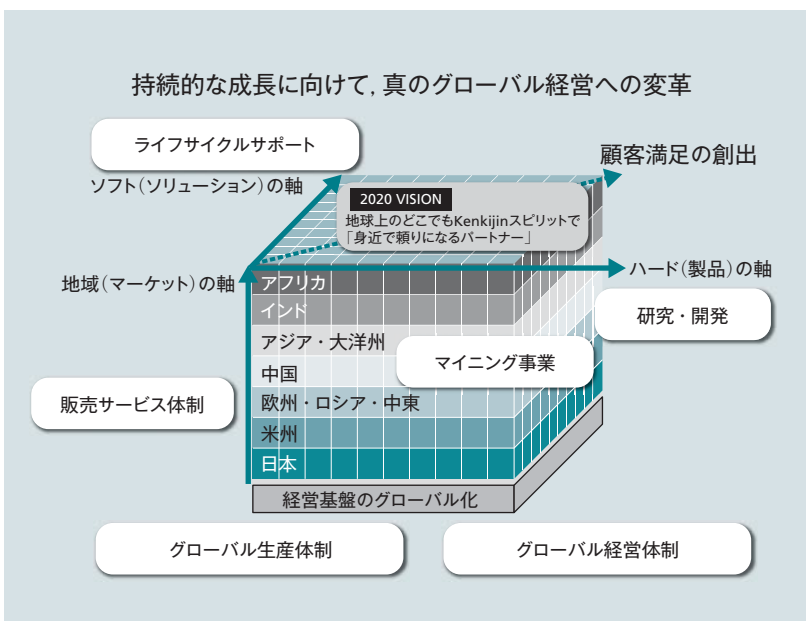 持続的な成長に向けて，真のグローバル経営への変革
ライフサイクルサポート
ソフト（ソリューション）の軸
顧客満足の創出
2020 VISION
地球上のどこでもKenkijinスピリットで
「身近で頼りになるパートナー」
地域（マーケット）の軸
ハード（製品）の軸
アフリカ
インド
研究・開発
アジア・大洋州
マイニング事業
中国
販売サービス体制
欧州・ロシア・中東
米州
日本
経営基盤のグローバル化
グローバル生産体制
グローバル経営体制